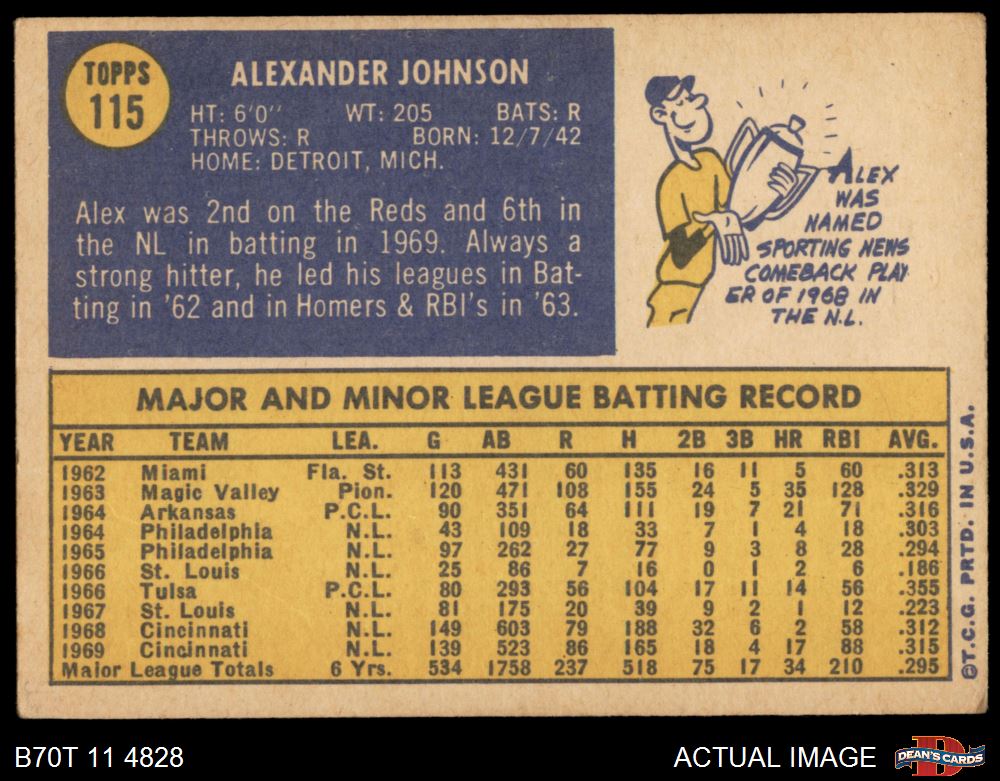 TOPPS
115
ALEXANDER JOHNSON
HT: 6'0" WT: 205 BATS: R
THROWS: R BORN: 12/7/42
HOME: DETROIT, MICH.
Alex was 2nd on the Reds and 6th in
the NL in batting in 1969. Always a
strong hitter, he led his leagues in Bat-
ting in '62 and in Homers & RBI's in '63.
ALEX
WAS
NAMED
SPORTING NEWS
COMEBACK PLAY
ER OF 1968 IN
THE N.L.
MAJOR AND MINOR LEAGUE BATTING RECORD
YEAR TEAM LEA. G AB R H 2B 3B HR RBI AVG.
1962 Miami Fla. St. 113 431 60 135 16 11 5 60 .313
1963 Magic Valley Pion. 120 471 108 155 24 5 35 128 .329
1964 Arkansas P.C.L. 90 351 64 111 19 7 21 71 .316
1964 Philadelphia N.L. 43 109 18 33 7 1 4 18 .303
1965 Philadelphia N.L. 97 262 27 77 9 3 8 28 .294
1966 St. Louis N.L. 25 86 7 16 0 1 2 6 .186
1966 Tulsa P.C.L. 80 293 56 104 17 11 14 56 .355
1967 St. Louis N.L. 81 175 20 39 9 2 1 12 .223
1968 Cincinnati N.L. 149 603 79 188 32 6 2 58 .312
1969 Cincinnati N.L. 139 523 86 165 18 4 17 88 .315
Major League Totals 6 Yrs. 534 1758 237 518 75 17 34 210 .295
©T.C.G. PRTD. IN U.S.A.
B70T 11 4828
ACTUAL IMAGE
D
DEAN'S CARDS